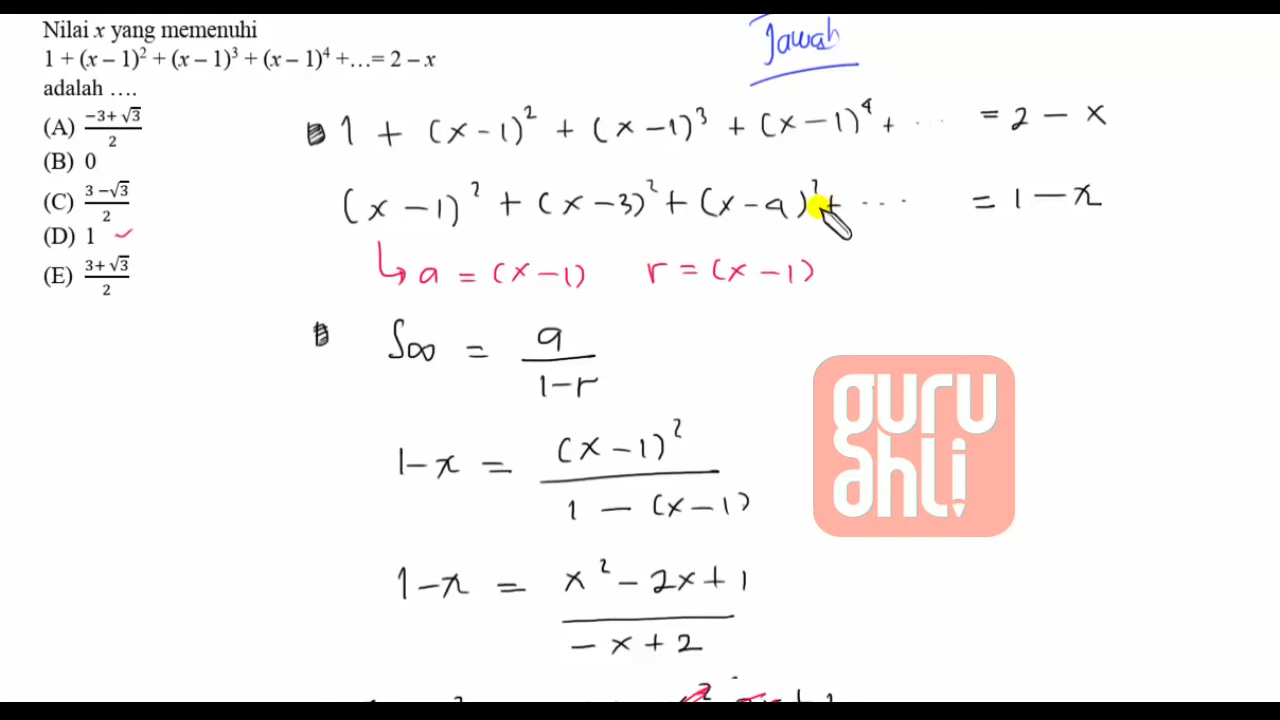 Nilai x yang memenuhi
1 + (x – 1)² + (x – 1)³ + (x – 1)⁴ +…= 2 – x
adalah ….
(A) (-3+ √3)/2
(B) 0
(C) (3 –√3)/2
(D) 1 ✓
(E) (3+ √3)/2
Jawab
1 + (x – 1)² + (x – 1)³ + (x – 1)⁴ + ... = 2 – x
(x – 1)² + (x – 3)² + (x – 4)² + ... = 1 – x
↳ a = (x – 1) r = (x – 1)
S∞ = a/(1 – r)
1 – x = (x – 1)²/(1 – (x – 1))
1 – x = (x² – 2x + 1)/(– x + 2)
guru
ahli